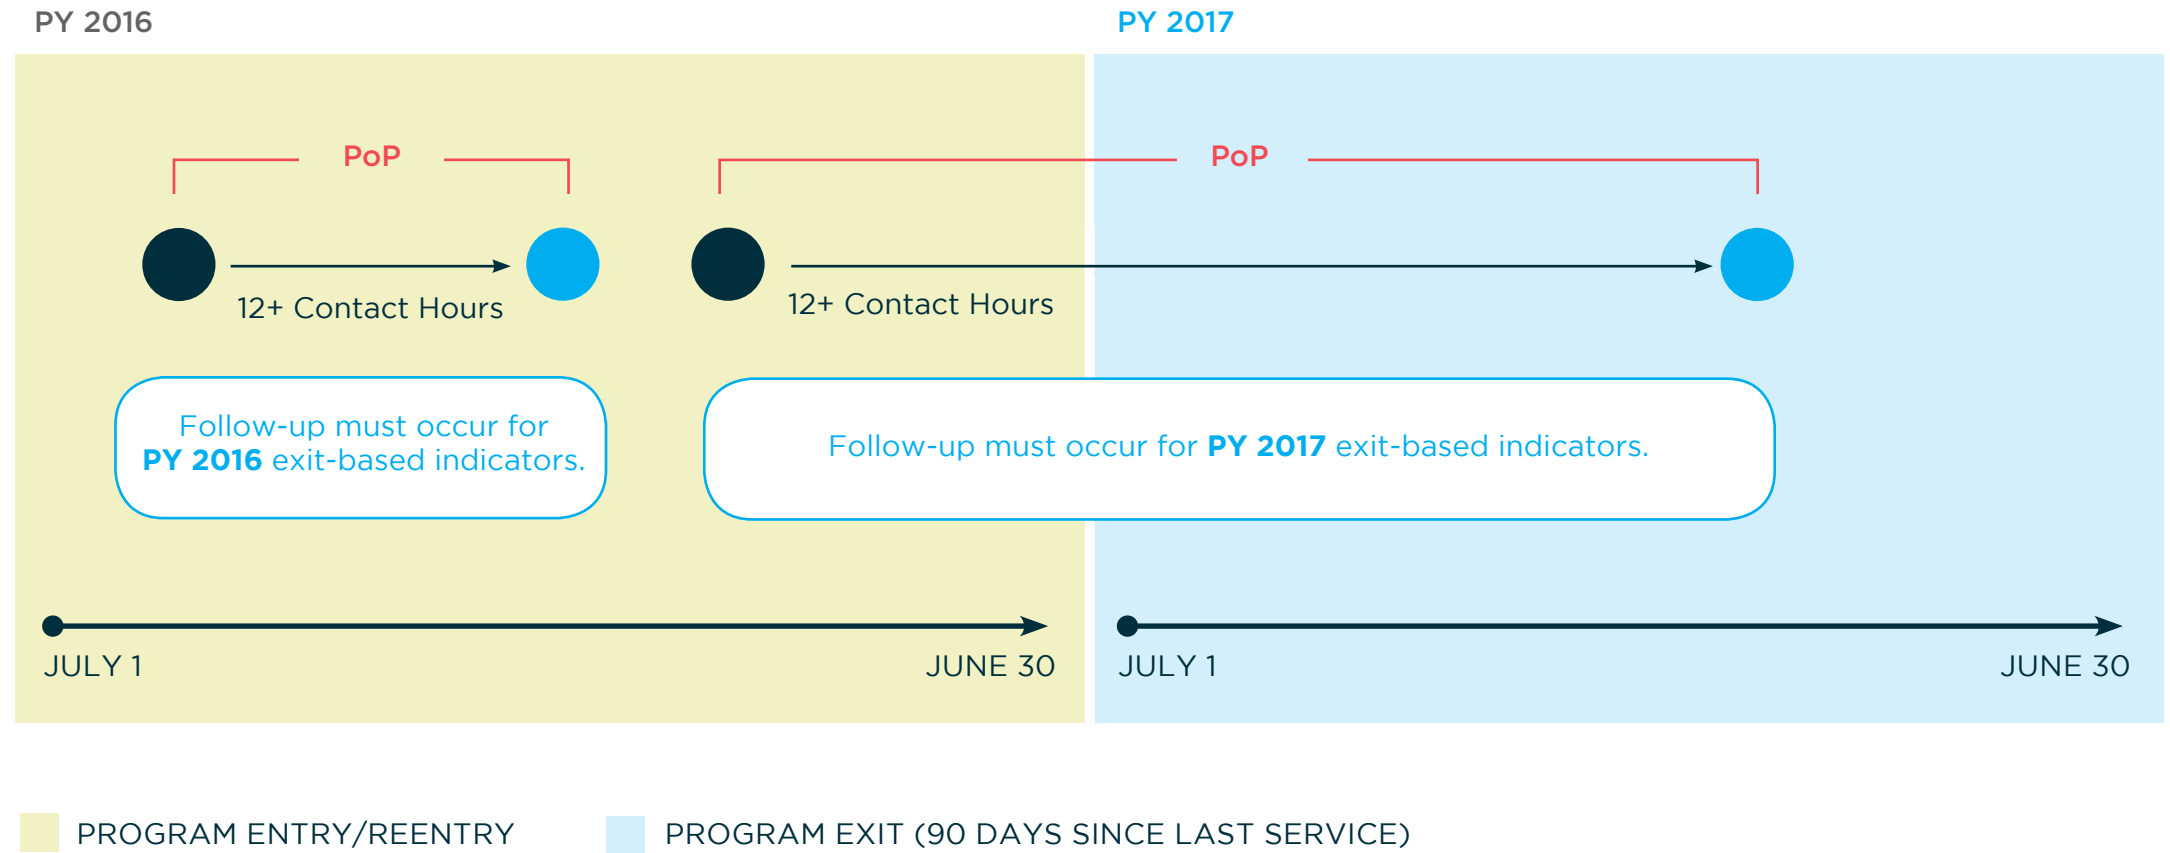 PY 2016
PY 2017
PoP
PoP
12+ Contact Hours
12+ Contact Hours
Follow-up must occur for
PY 2016 exit-based indicators.
Follow-up must occur for PY 2017 exit-based indicators.
JULY 1
JUNE 30
JULY 1
JUNE 30
PROGRAM ENTRY/REENTRY
PROGRAM EXIT (90 DAYS SINCE LAST SERVICE)